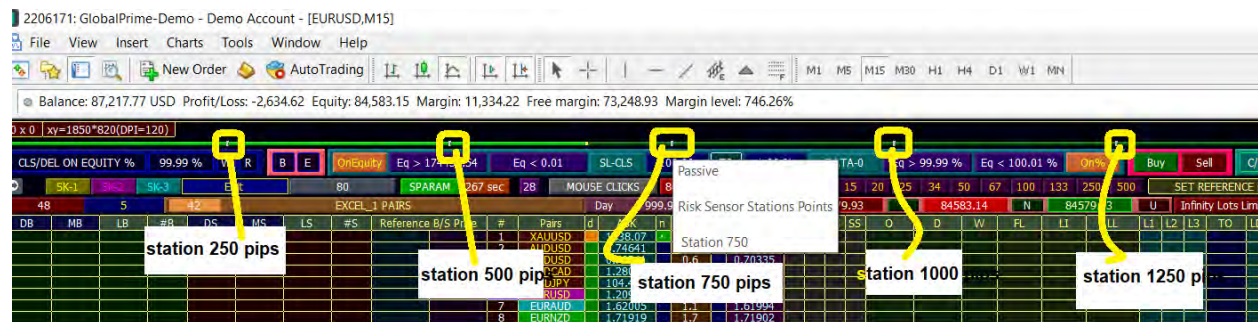 2206171: GlobalPrime-Demo - Demo Account - [EURUSD,M15]
File View Insert Charts Tools Window Help
New Order AutoTrading M1 M5 M15 M30 H1 H4 D1 W1 MN
Balance: 87,217.77 USD Profit/Loss: -2,634.62 Equity: 84,583.15 Margin: 11,334.22 Free margin: 73,248.93 Margin level: 746.26%
0 x 0 xy=1850*820(DPI=120)
CLS/DEL ON EQUITY % 99.99 % W R B E OnEquity Eq < 0.01 SL-CLS Eq > 99.99 % Eq < 100.01 % On% Buy Sell
Passive
SK-1 SK-2 SK-3 80 SPARAM 267 sec 28 MOUSE CLICKS 15 20 25 34 50 67 100 133 250 500 SET REFERENCE
Risk Sensor Stations Points
48 5 42 EXCEL_1 PAIRS Day 84583.14 N U Infinity Lots Lim
DB MB LB #B DS MS LS #S Reference B/S Price # Pairs d ASK n SS O D W FL LI LL L1 L2 L3 TO
Station 750
1 XAUUSD
station 250 pips
0.6 0.70335
station 500 pips
station 750 pips
station 1000
station 1250 pi
7 EURAUD 1.62005 1.1 1.61994
8 EURNZD 1.71919 1.7 1.71902